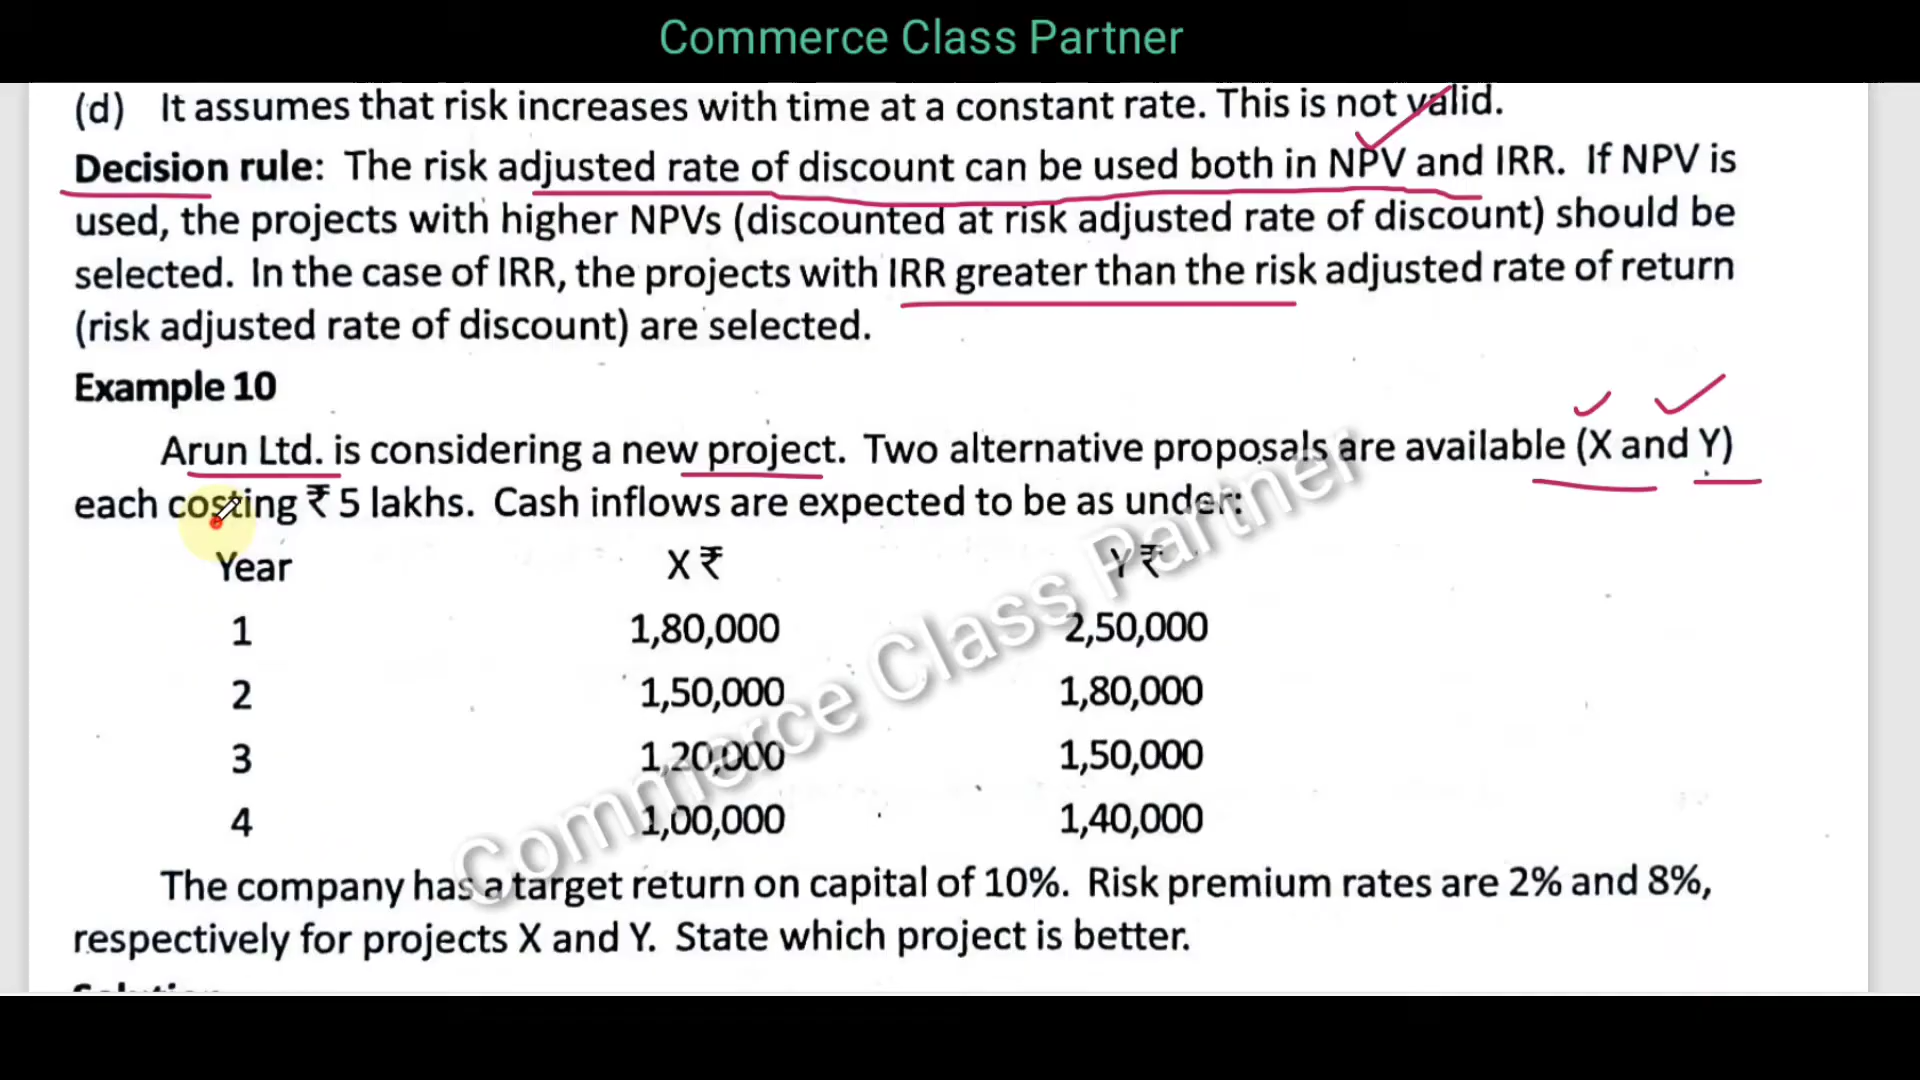 Commerce Class Partner
(d) It assumes that risk increases with time at a constant rate. This is not valid.
Decision rule: The risk adjusted rate of discount can be used both in NPV and IRR. If NPV is
used, the projects with higher NPVs (discounted at risk adjusted rate of discount) should be
selected. In the case of IRR, the projects with IRR greater than the risk adjusted rate of return
(risk adjusted rate of discount) are selected.
Example 10
Arun Ltd. is considering a new project. Two alternative proposals are available (X and Y)
each costing ₹ 5 lakhs. Cash inflows are expected to be as under:
Year X ₹ Y ₹
1 1,80,000 2,50,000
2 1,50,000 1,80,000
3 1,20,000 1,50,000
4 1,00,000 1,40,000
Commerce Class Partner
The company has a target return on capital of 10%. Risk premium rates are 2% and 8%,
respectively for projects X and Y. State which project is better.